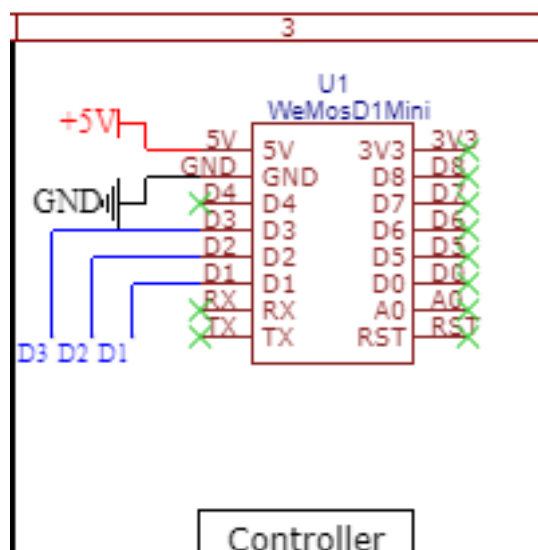 3
U1
WeMosD1Mini
+5V
5V 5V 3V3 3V3
GND GND D8 D8
GND D4 D4 D7 D7
D3 D3 D6 D6
D2 D2 D5 D5
D1 D1 D0 D0
RX RX A0 A0
TX TX RST RST
D3 D2 D1
Controller